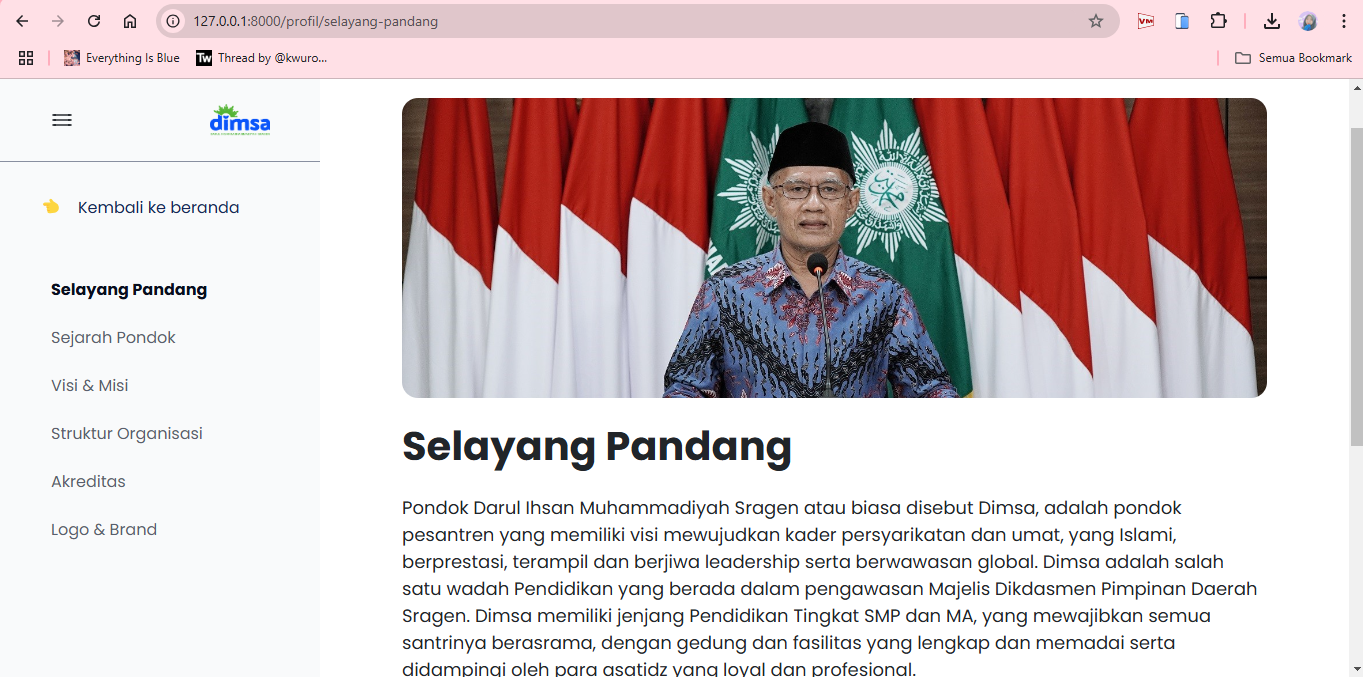 127.0.0.1:8000/profil/selayang-pandang
VM
Everything Is Blue
Tw
Thread by @kwuro...
Semua Bookmark
dimsa
Kembali ke beranda
Selayang Pandang
Sejarah Pondok
Visi & Misi
Struktur Organisasi
Akreditas
Logo & Brand
Selayang Pandang
Pondok Darul Ihsan Muhammadiyah Sragen atau biasa disebut Dimsa, adalah pondok
pesantren yang memiliki visi mewujudkan kader persyarikatan dan umat, yang Islami,
berprestasi, terampil dan berjiwa leadership serta berwawasan global. Dimsa adalah salah
satu wadah Pendidikan yang berada dalam pengawasan Majelis Dikdasmen Pimpinan Daerah
Sragen. Dimsa memiliki jenjang Pendidikan Tingkat SMP dan MA, yang mewajibkan semua
santrinya berasrama, dengan gedung dan fasilitas yang lengkap dan memadai serta
didampingi oleh para asatidz yang loyal dan profesional.